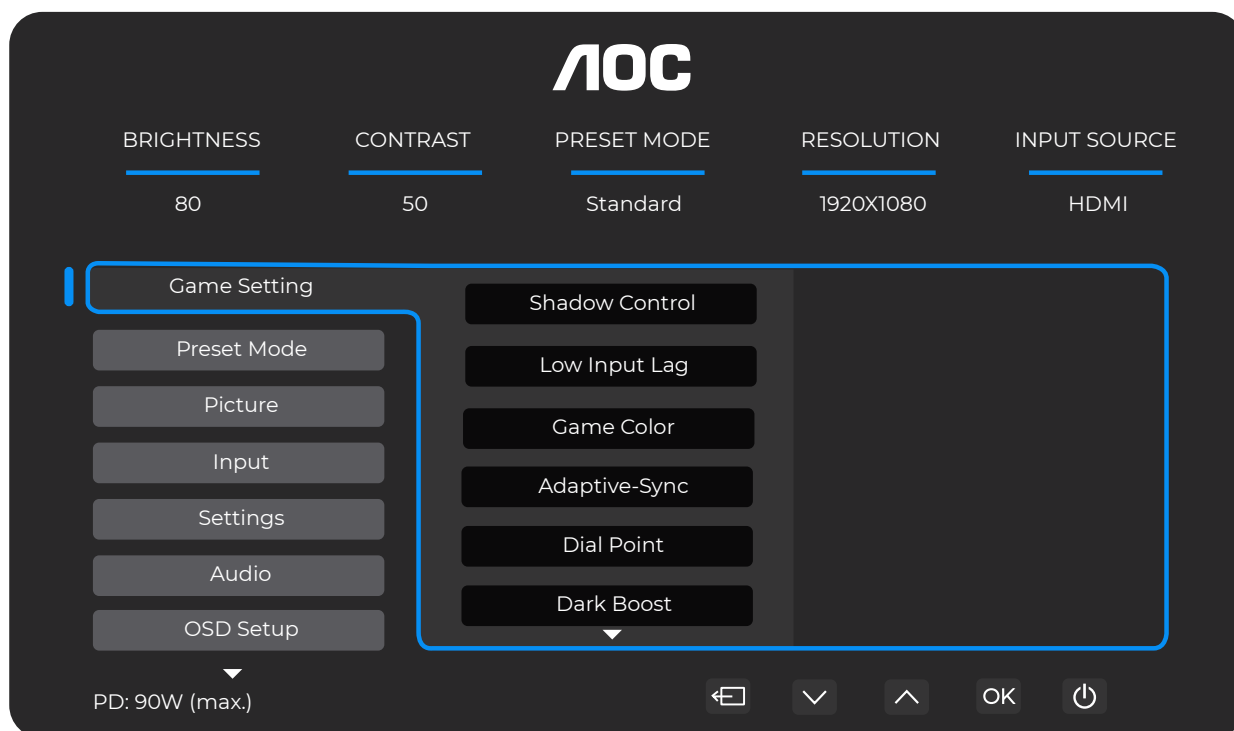 AOC
BRIGHTNESS CONTRAST PRESET MODE RESOLUTION INPUT SOURCE
80 50 Standard 1920X1080 HDMI
Game Setting
Preset Mode
Picture
Input
Settings
Audio
OSD Setup
Shadow Control
Low Input Lag
Game Color
Adaptive-Sync
Dial Point
Dark Boost
PD: 90W (max.)
OK